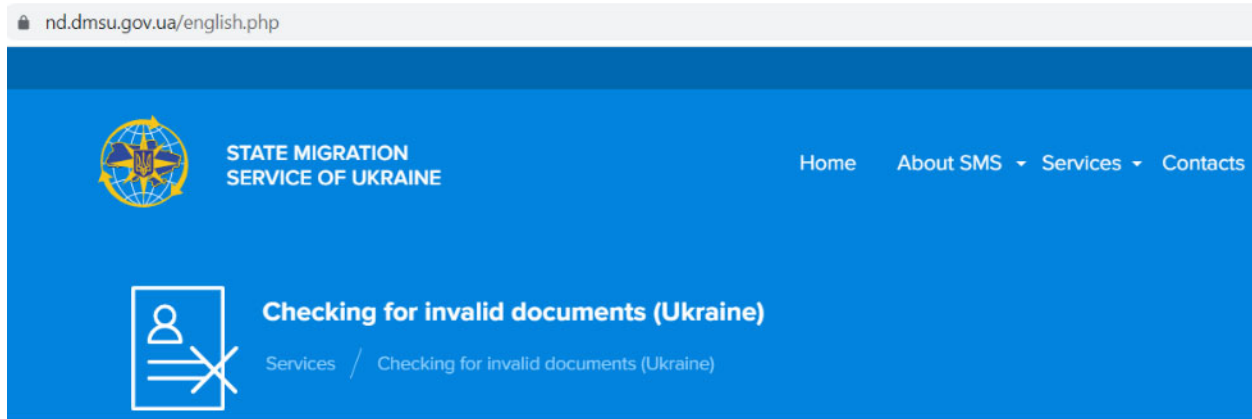 nd.dmsu.gov.ua/english.php
STATE MIGRATION
SERVICE OF UKRAINE
Home About SMS Services Contacts
Checking for invalid documents (Ukraine)
Services / Checking for invalid documents (Ukraine)